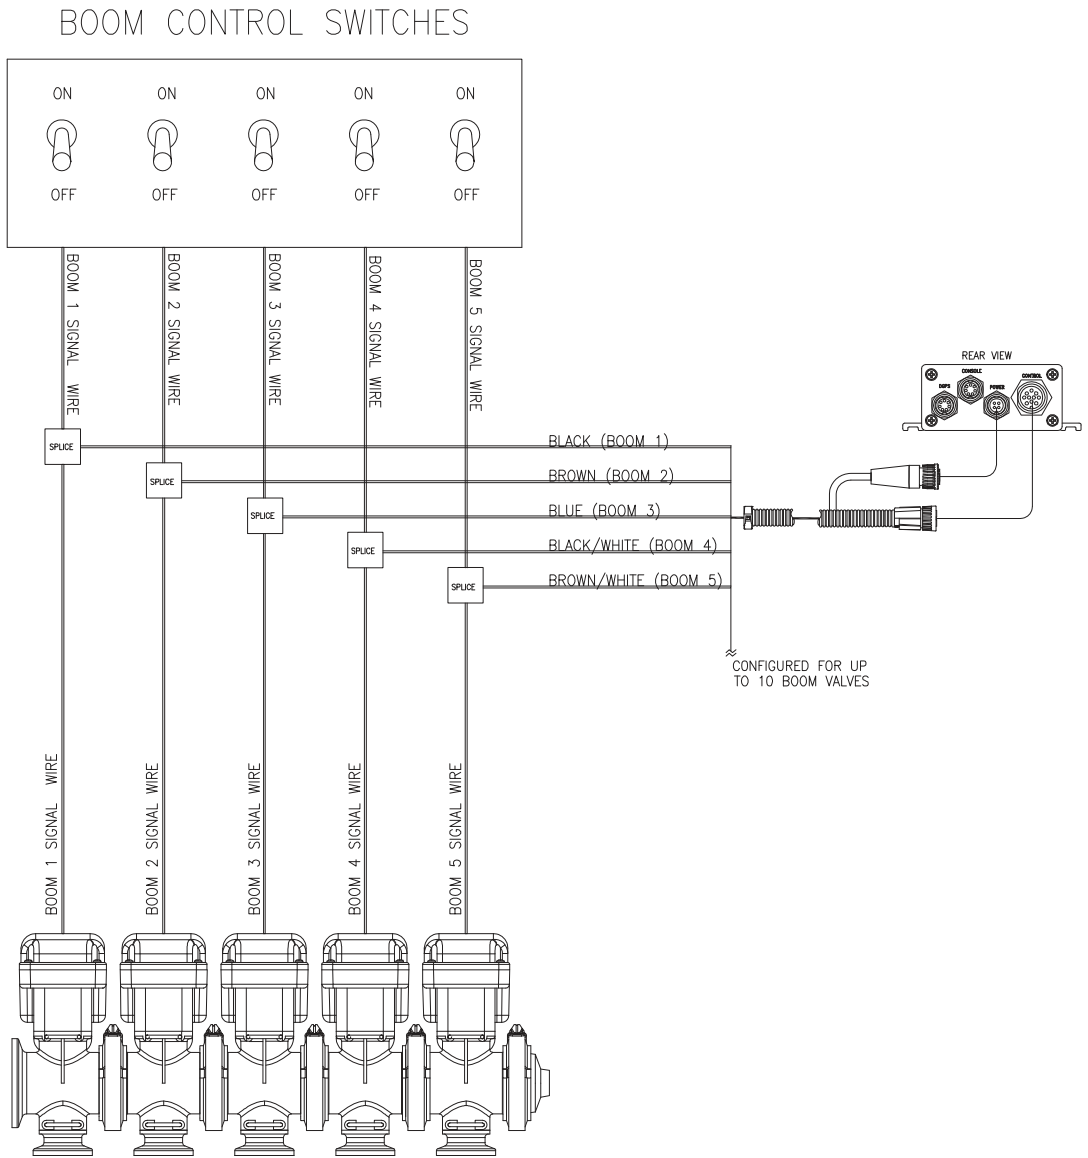 BOOM CONTROL SWITCHES
ON ON ON ON ON
OFF OFF OFF OFF OFF
BOOM 1 SIGNAL WIRE
BOOM 2 SIGNAL WIRE
BOOM 3 SIGNAL WIRE
BOOM 4 SIGNAL WIRE
BOOM 5 SIGNAL WIRE
REAR VIEW
CONSOLE
CONTROL
DGPS
POWER
SPLICE
BLACK (BOOM 1)
SPLICE
BROWN (BOOM 2)
SPLICE
BLUE (BOOM 3)
SPLICE
BLACK/WHITE (BOOM 4)
SPLICE
BROWN/WHITE (BOOM 5)
CONFIGURED FOR UP
TO 10 BOOM VALVES
BOOM 1 SIGNAL WIRE
BOOM 2 SIGNAL WIRE
BOOM 3 SIGNAL WIRE
BOOM 4 SIGNAL WIRE
BOOM 5 SIGNAL WIRE